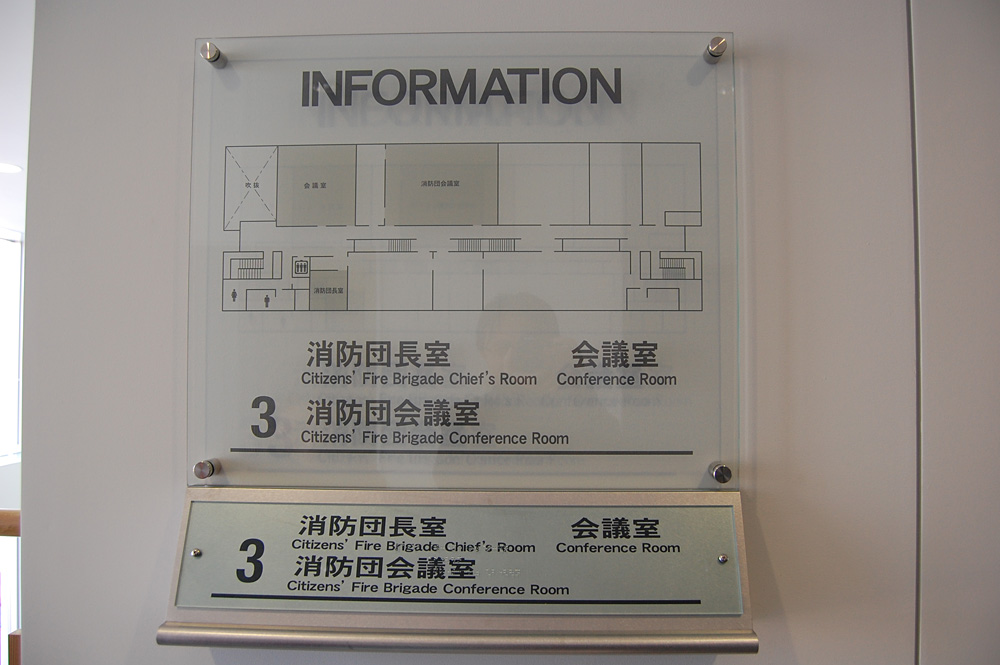 INFORMATION
吹抜
会議室
消防団会議室
消防団長室
消防団長室 会議室
Citizens' Fire Brigade Chief's Room Conference Room
3 消防団会議室
Citizens' Fire Brigade Conference Room
消防団長室 会議室
Citizens' Fire Brigade Chief's Room Conference Room
3 消防団会議室
Citizens' Fire Brigade Conference Room